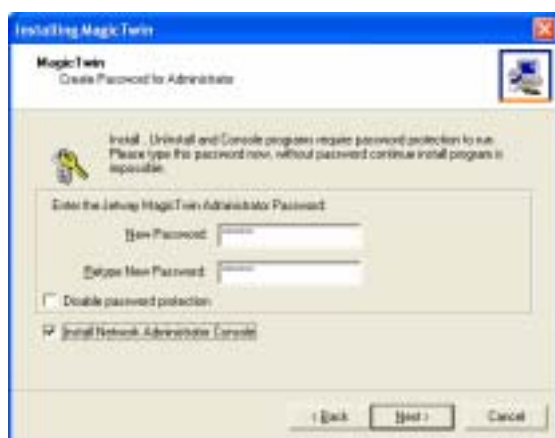 Installing MagicTwin
MagicTwin
Create Password for Administrator
Install , Uninstall and Console programs require password protection to run.
Please type this password now, without password continue install program is
impossible.
Enter the Jetway MagicTwin Administrator Password:
New Password:
Retype New Password:
Disable password protection
Install Network Administrator Console
< Back
Next >
Cancel